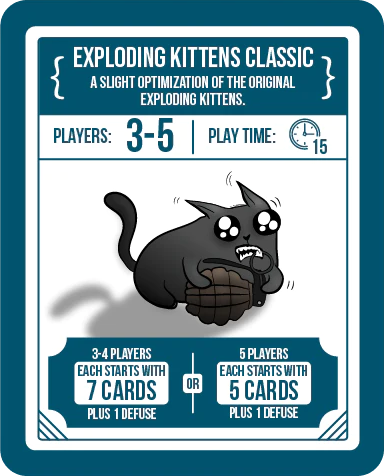 EXPLODING KITTENS CLASSIC
A SLIGHT OPTIMIZATION OF THE ORIGINAL
EXPLODING KITTENS.
PLAYERS: 3-5 PLAY TIME: 15
3-4 PLAYERS
EACH STARTS WITH
7 CARDS
PLUS 1 DEFUSE
OR
5 PLAYERS
EACH STARTS WITH
5 CARDS
PLUS 1 DEFUSE